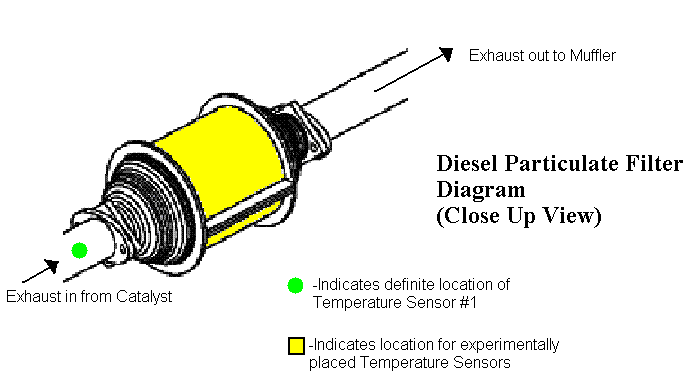 Exhaust out to Muffler
Diesel Particulate Filter
Diagram
(Close Up View)
Exhaust in from Catalyst
-Indicates definite location of
Temperature Sensor #1
-Indicates location for experimentally
placed Temperature Sensors